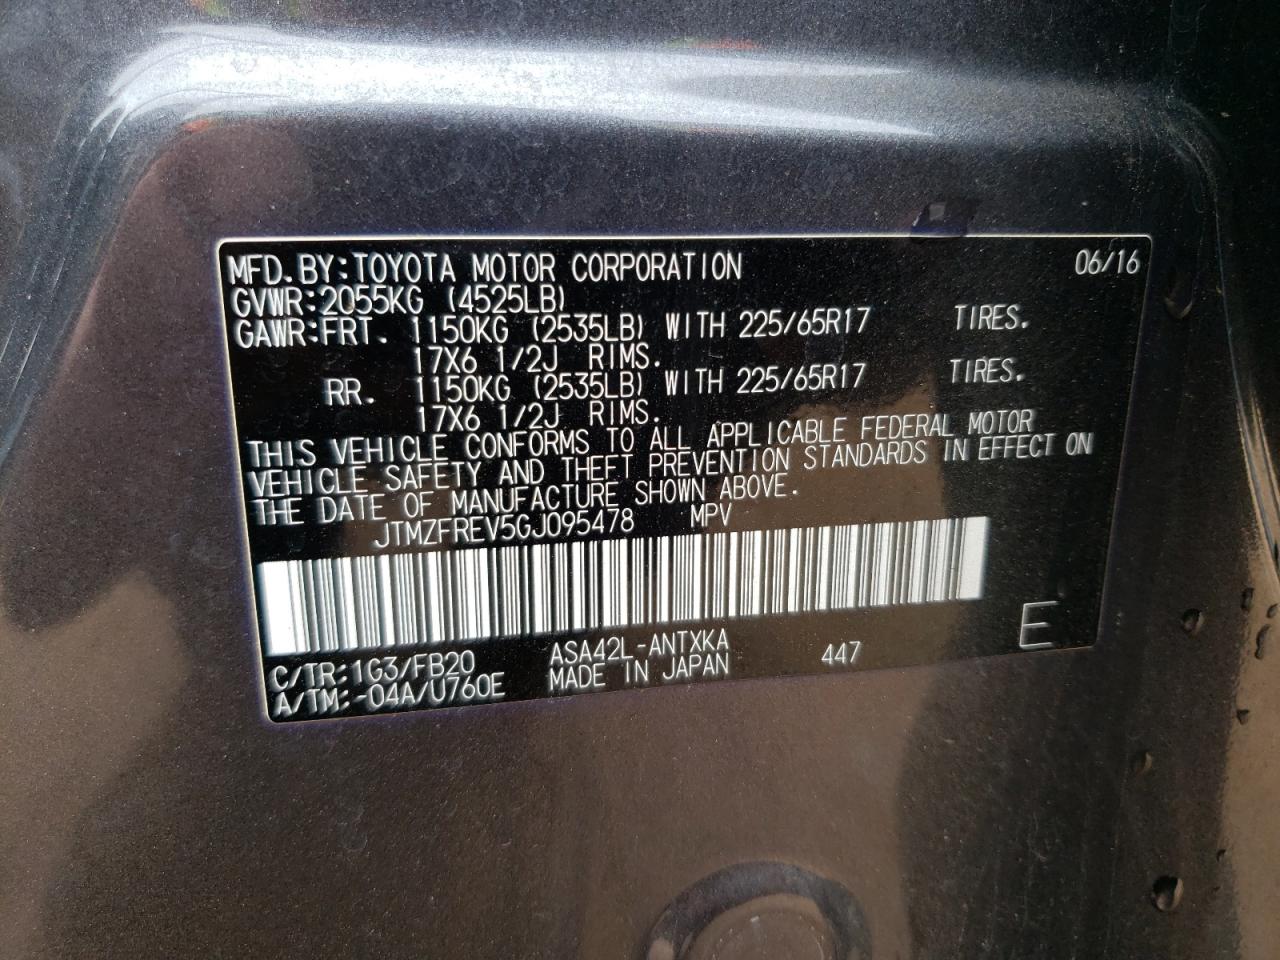 MFD.BY:TOYOTA MOTOR CORPORATION 06/16
GVWR:2055KG (4525LB)
GAWR:FRT. 1150KG (2535LB) WITH 225/65R17 TIRES.
17X6 1/2J RIMS.
RR. 1150KG (2535LB) WITH 225/65R17 TIRES.
17X6 1/2J RIMS.
THIS VEHICLE CONFORMS TO ALL APPLICABLE FEDERAL MOTOR
VEHICLE SAFETY AND THEFT PREVENTION STANDARDS IN EFFECT ON
THE DATE OF MANUFACTURE SHOWN ABOVE.
JTMZFREV5GJ095478 MPV
E
C/TR:1G3/FB20 ASA42L-ANTXKA 447
A/TM:-04A/U760E MADE IN JAPAN